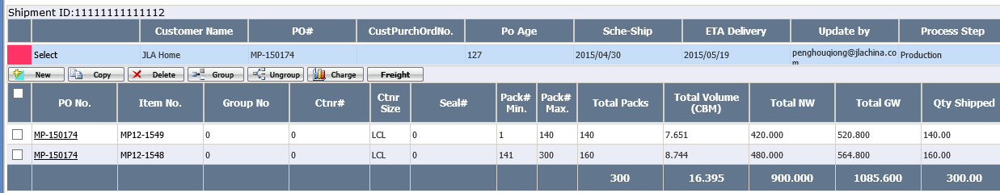 Shipment ID:11111111111112
Customer Name PO# CustPurchOrdNo. Po Age Sche-Ship ETA Delivery Update by Process Step
Select JLA Home MP-150174 127 2015/04/30 2015/05/19 penghouqiong@jlachina.co
m Production
New Copy Delete Group Ungroup Charge Freight
PO No. Item No. Group No Ctnr# Ctnr Size Seal# Pack# Min. Pack# Max. Total Packs Total Volume (CBM) Total NW Total GW Qty Shipped
MP-150174 MP12-1549 0 0 LCL 0 1 140 140 7.651 420.000 520.800 140.00
MP-150174 MP12-1548 0 0 LCL 0 141 300 160 8.744 480.000 564.800 160.00
300 16.395 900.000 1085.600 300.00